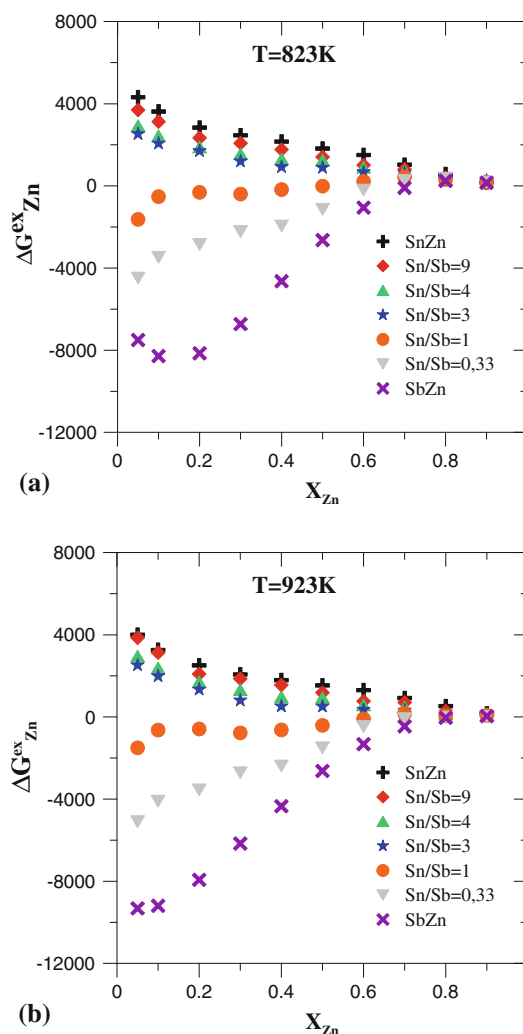 T=823K
8000
4000
0
-4000
-8000
-12000
ΔG^ex Zn
SnZn
Sn/Sb=9
Sn/Sb=4
Sn/Sb=3
Sn/Sb=1
Sn/Sb=0,33
SbZn
0 0.2 0.4 0.6 0.8
X_Zn
(a)
T=923K
8000
4000
0
-4000
-8000
-12000
ΔG^ex_Zn
SnZn
Sn/Sb=9
Sn/Sb=4
Sn/Sb=3
Sn/Sb=1
Sn/Sb=0,33
SbZn
0 0.2 0.4 0.6 0.8
X_Zn
(b)